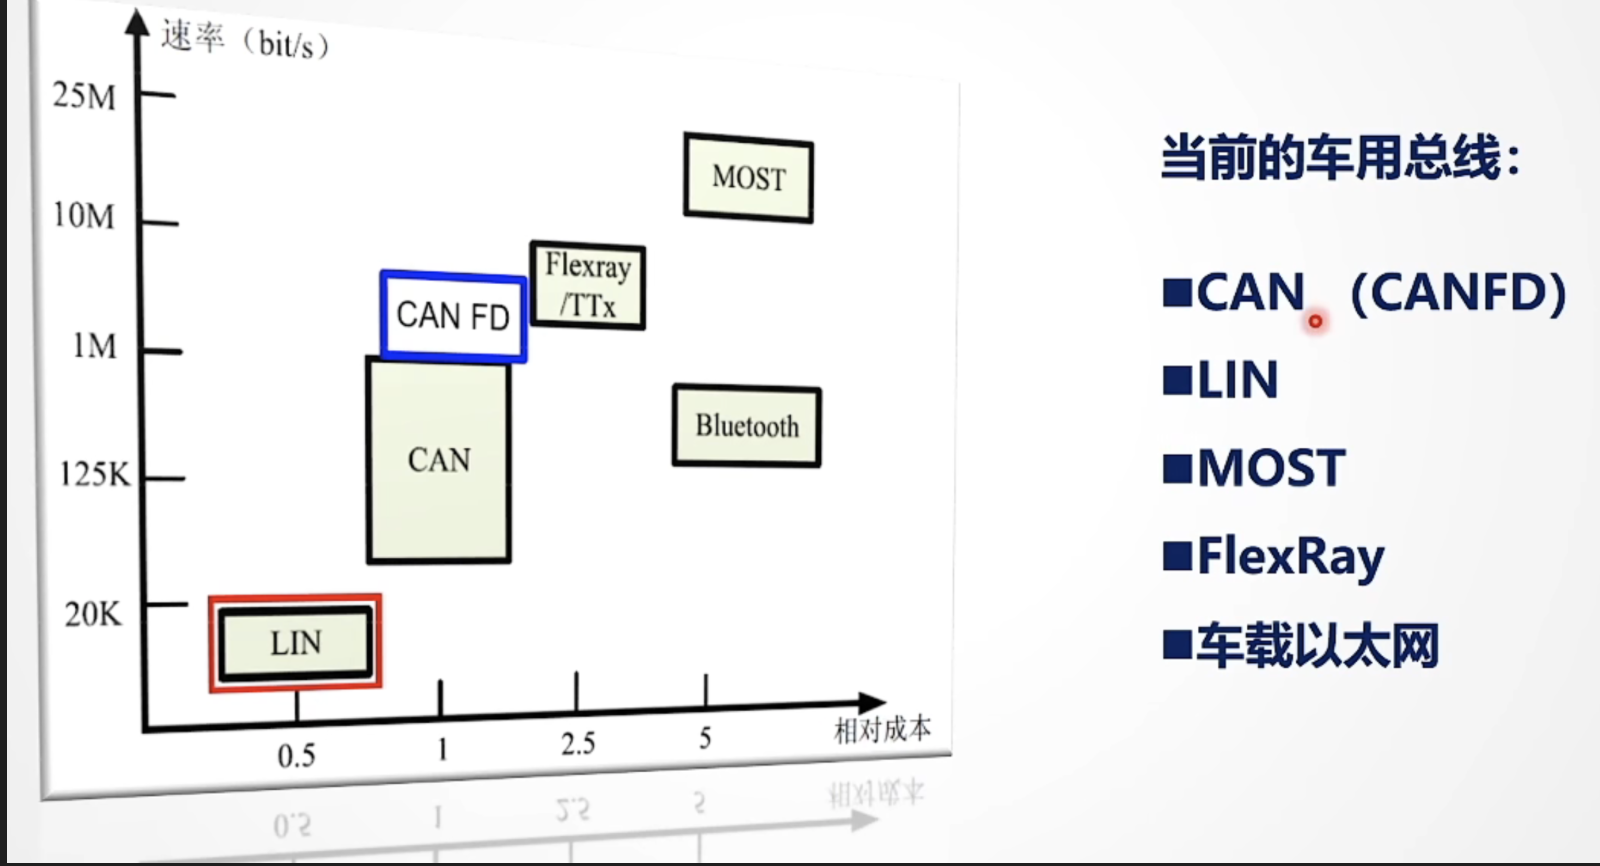 速率（bit/s）
25M
10M
1M
125K
20K
MOST
Flexray
/TTx
CAN FD
CAN
Bluetooth
LIN
0.5
1
2.5
5
相对成本
当前的车用总线：
■CAN （CANFD）
■LIN
■MOST
■FlexRay
■车载以太网